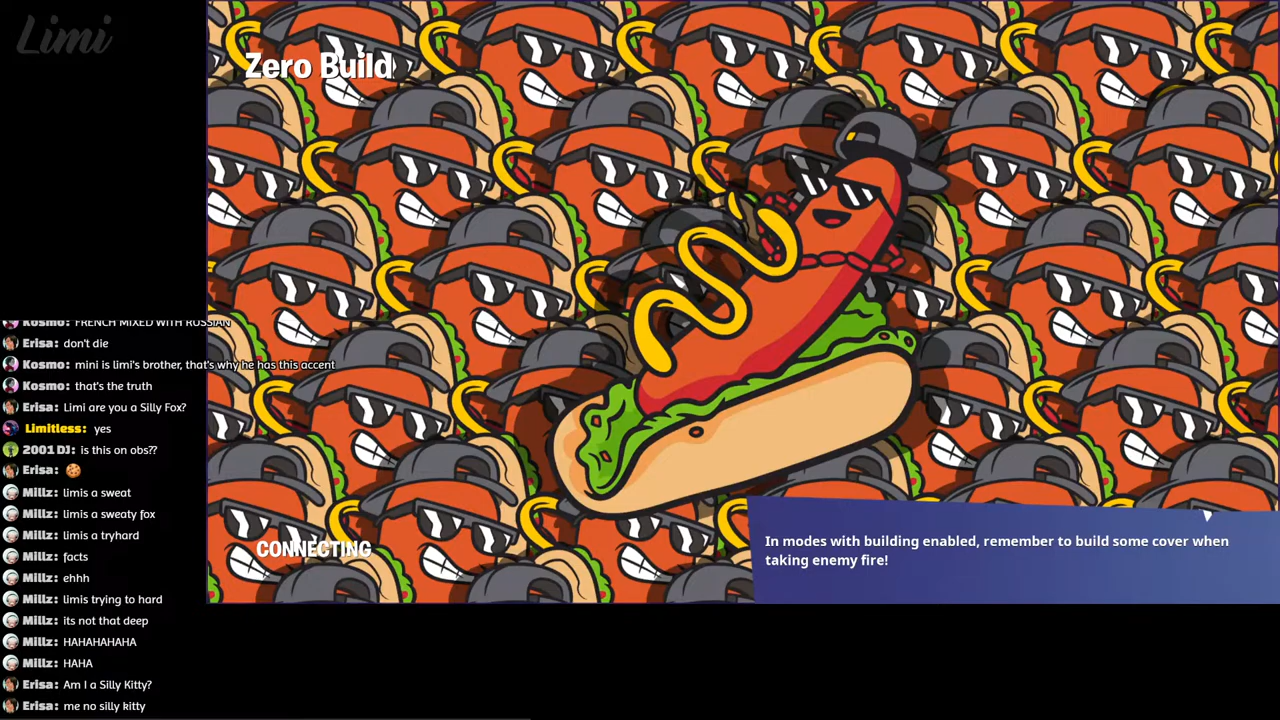 Limi
Zero Build
Kosmo: FRENCH MIXED WITH RUSSIAN
Erisa: don't die
Kosmo: mini is limi's brother, that's why he has this accent
Kosmo: that's the truth
Erisa: Limi are you a Silly Fox?
Limitless: yes
2001 DJ: is this on obs??
Erisa: 🍪
Millz: limis a sweat
Millz: limis a sweaty fox
Millz: limis a tryhard
Millz: facts
Millz: ehhh
Millz: limis trying to hard
Millz: its not that deep
Millz: HAHAHAHAHA
Millz: HAHA
Erisa: Am I a Silly Kitty?
Erisa: me no silly kitty
CONNECTING
In modes with building enabled, remember to build some cover when
taking enemy fire!